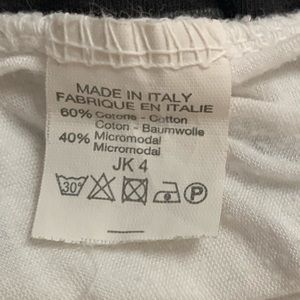 MADE IN ITALY
FABRIQUE EN ITALIE
60% Cotone - Cotton
Coton - Baumwolle
40% Micromodal
Micromodal
JK 4
30°
P